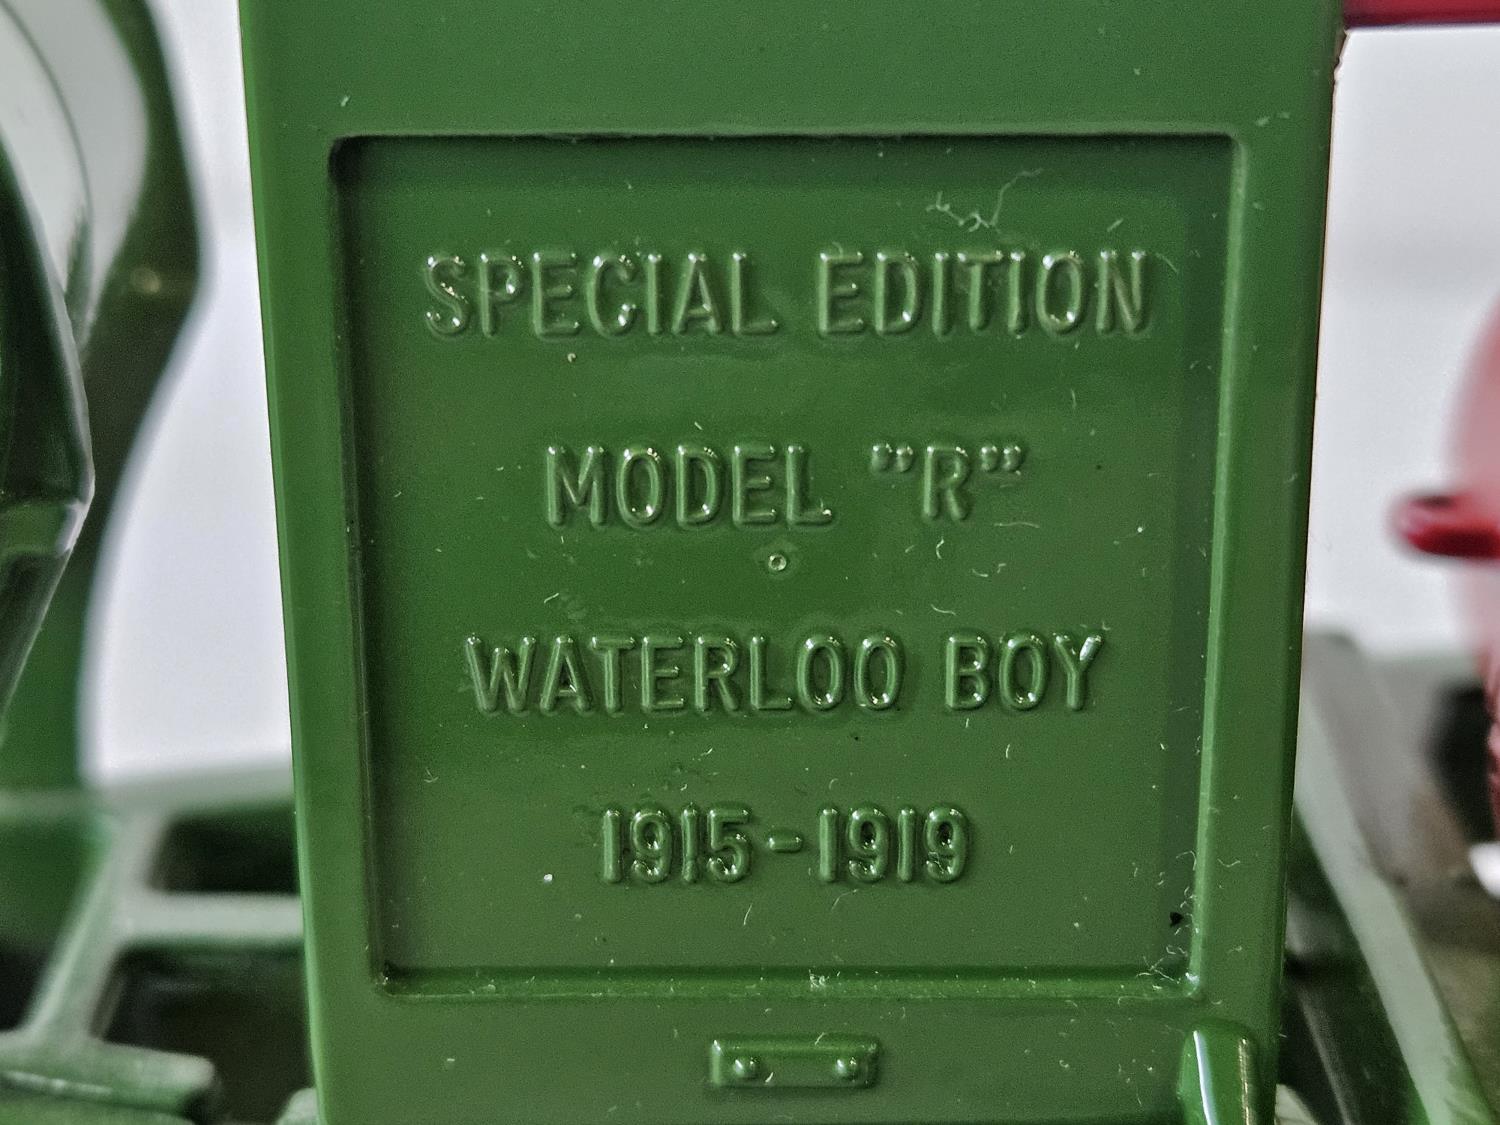 SPECIAL EDITION
MODEL "R"
WATERLOO BOY
1915-1919